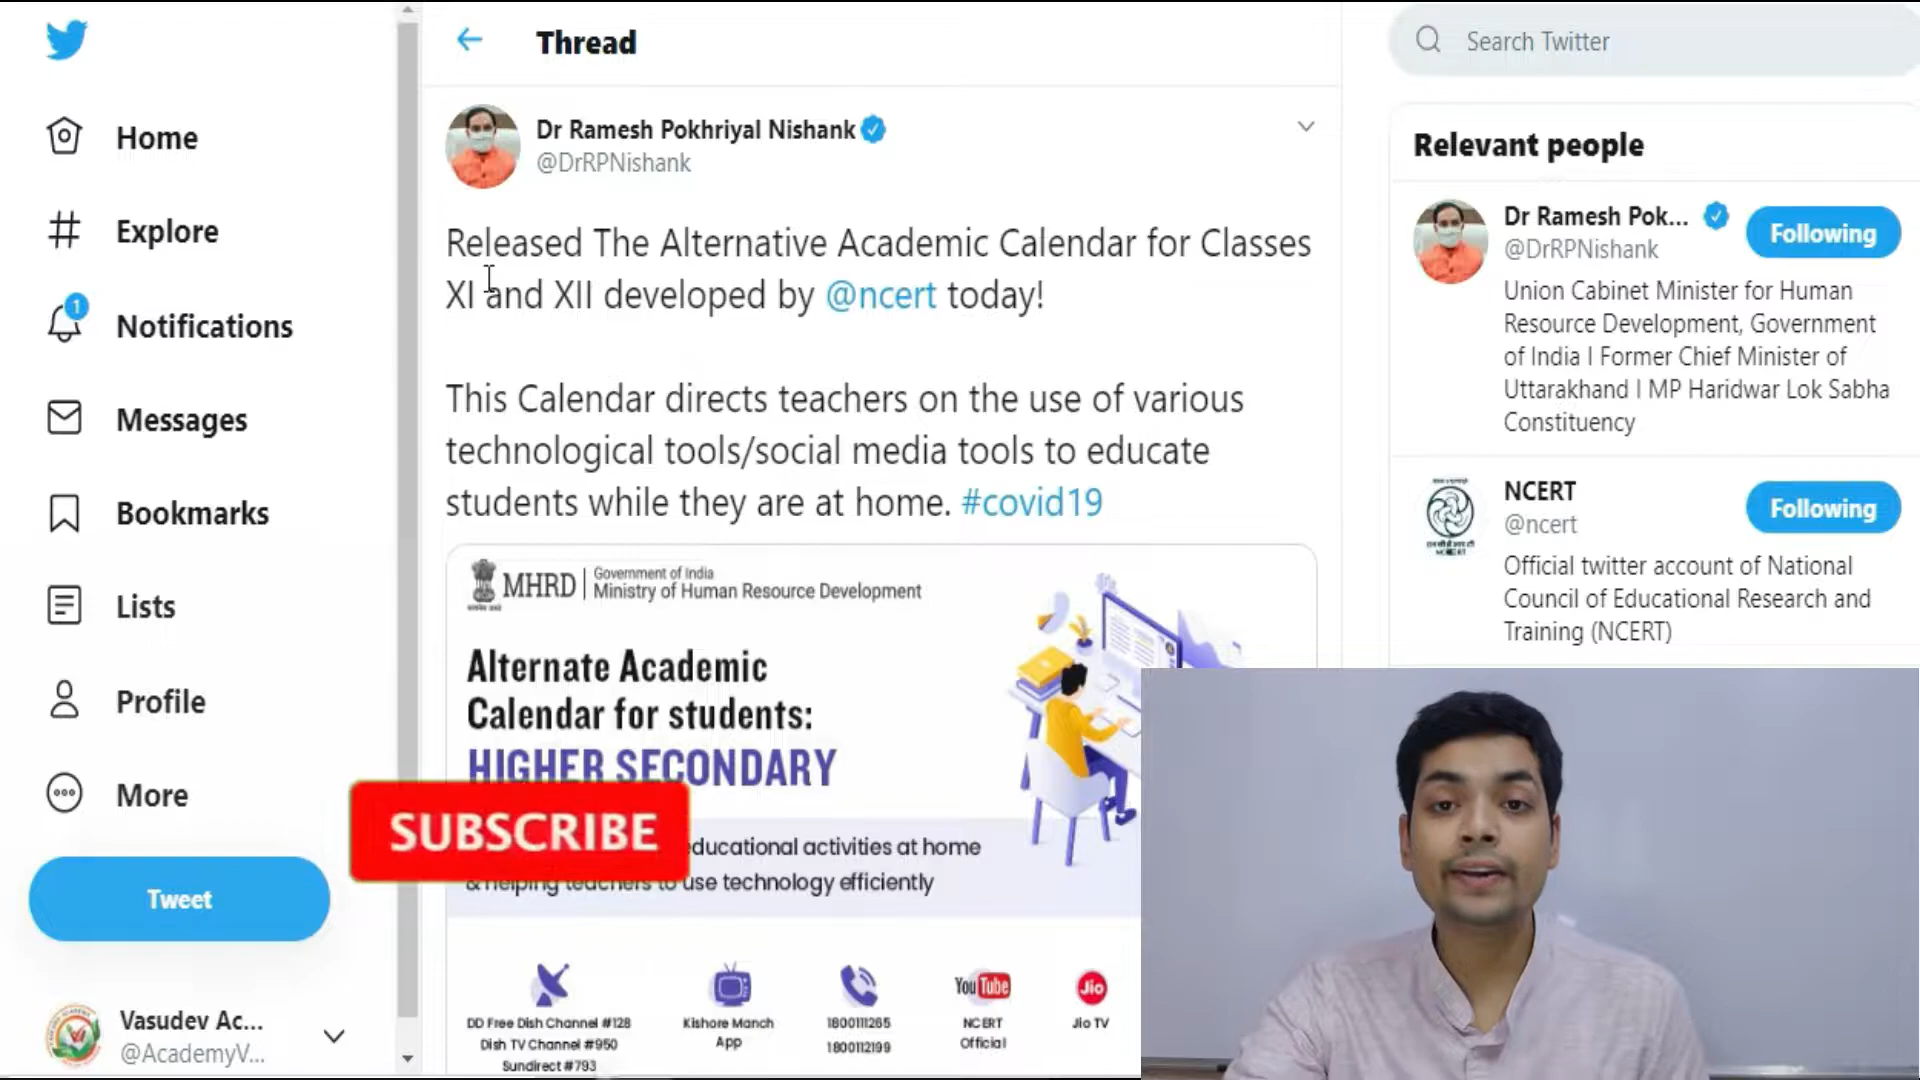 Home
Explore
1
Notifications
Messages
Bookmarks
Lists
Profile
More
Tweet
Vasudev Ac...
@AcademyV...
Thread
Dr Ramesh Pokhriyal Nishank
@DrRPNishank
Released The Alternative Academic Calendar for Classes
XI and XII developed by @ncert today!
This Calendar directs teachers on the use of various
technological tools/social media tools to educate
students while they are at home. #covid19
MHRD
Government of India
Ministry of Human Resource Development
Alternate Academic
Calendar for students:
HIGHER SECONDARY
SUBSCRIBE
educational activities at home
& helping teachers to use technology efficiently
DD Free Dish Channel #128
Dish TV Channel #950
Sundirect #793
Kishore Manch
App
1800111265
1800112199
YouTube
NCERT
Official
Jio
Jio TV
Search Twitter
Relevant people
Dr Ramesh Pok...
@DrRPNishank
Following
Union Cabinet Minister for Human
Resource Development, Government
of India I Former Chief Minister of
Uttarakhand I MP Haridwar Lok Sabha
Constituency
NCERT
@ncert
Following
Official twitter account of National
Council of Educational Research and
Training (NCERT)